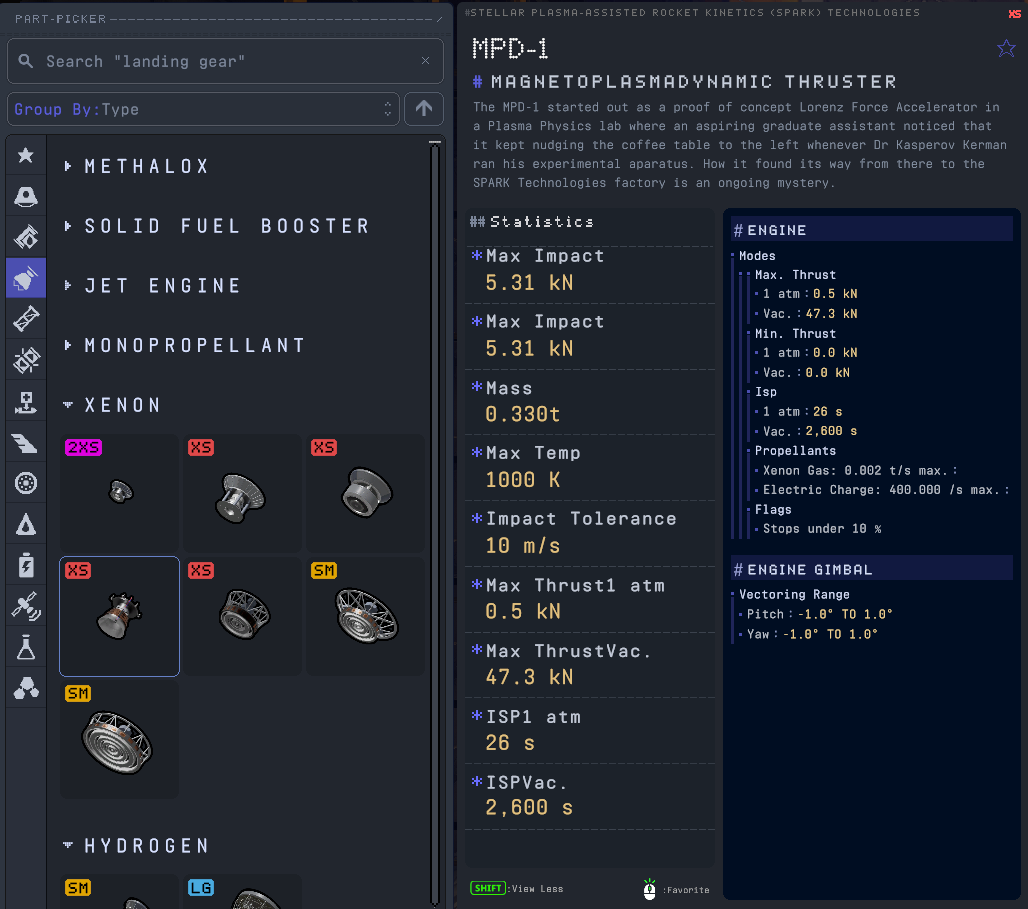 PART-PICKER
Search "landing gear"
Group By:Type
METHALOX
SOLID FUEL BOOSTER
JET ENGINE
MONOPROPELLANT
XENON
2XS
XS
XS
XS
XS
SM
SM
HYDROGEN
SM
LG
#STELLAR PLASMA-ASSISTED ROCKET KINETICS (SPARK) TECHNOLOGIES
XS
MPD-1
# MAGNETOPLASMADYNAMIC THRUSTER
The MPD-1 started out as a proof of concept Lorenz Force Accelerator in
a Plasma Physics lab where an aspiring graduate assistant noticed that
it kept nudging the coffee table to the left whenever Dr Kasperov Kerman
ran his experimental aparatus. How it found its way from there to the
SPARK Technologies factory is an ongoing mystery.
## Statistics
*Max Impact
5.31 kN
*Max Impact
5.31 kN
*Mass
0.330t
*Max Temp
1000 K
*Impact Tolerance
10 m/s
*Max Thrust1 atm
0.5 kN
*Max ThrustVac.
47.3 kN
*ISP1 atm
26 s
*ISPVac.
2,600 s
SHIFT:View Less
:Favorite
#ENGINE
Modes
Max. Thrust
1 atm:0.5 kN
Vac.:47.3 kN
Min. Thrust
1 atm:0.0 kN
Vac.:0.0 kN
Isp
1 atm:26 s
Vac.:2,600 s
Propellants
Xenon Gas: 0.002 t/s max.:
Electric Charge: 400.000 /s max.:
Flags
Stops under 10 %
#ENGINE GIMBAL
Vectoring Range
Pitch:-1.0° TO 1.0°
Yaw:-1.0° TO 1.0°